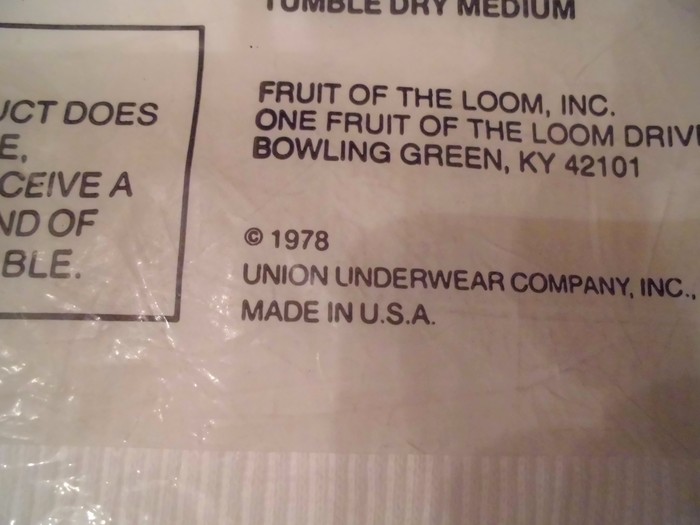 TUMBLE DRY MEDIUM
UCT DOES
E,
CEIVE A
ND OF
BLE.
FRUIT OF THE LOOM, INC.
ONE FRUIT OF THE LOOM DRIV
BOWLING GREEN, KY 42101
© 1978
UNION UNDERWEAR COMPANY, INC.,
MADE IN U.S.A.